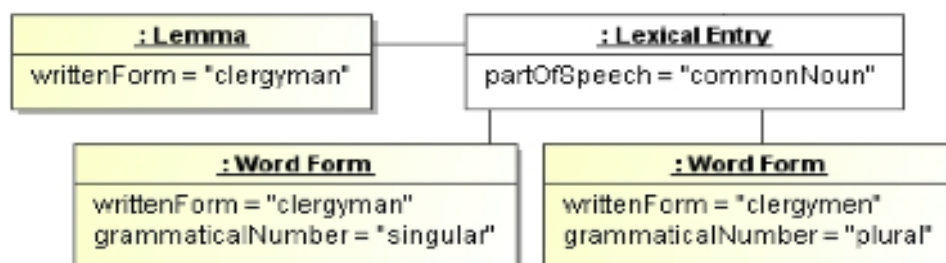 : Lemma
writtenForm = "clergyman"
: Lexical Entry
partOfSpeech = "commonNoun"
: Word Form
writtenForm = "clergyman"
grammaticalNumber = "singular"
: Word Form
writtenForm = "clergymen"
grammaticalNumber = "plural"